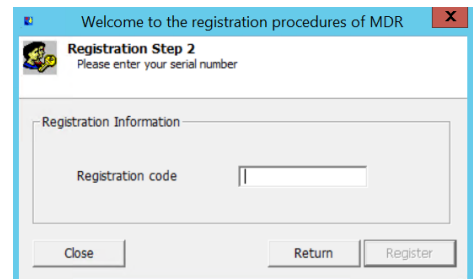 Welcome to the registration procedures of MDR
X
Registration Step 2
Please enter your serial number
Registration Information
Registration code
Close
Return
Register